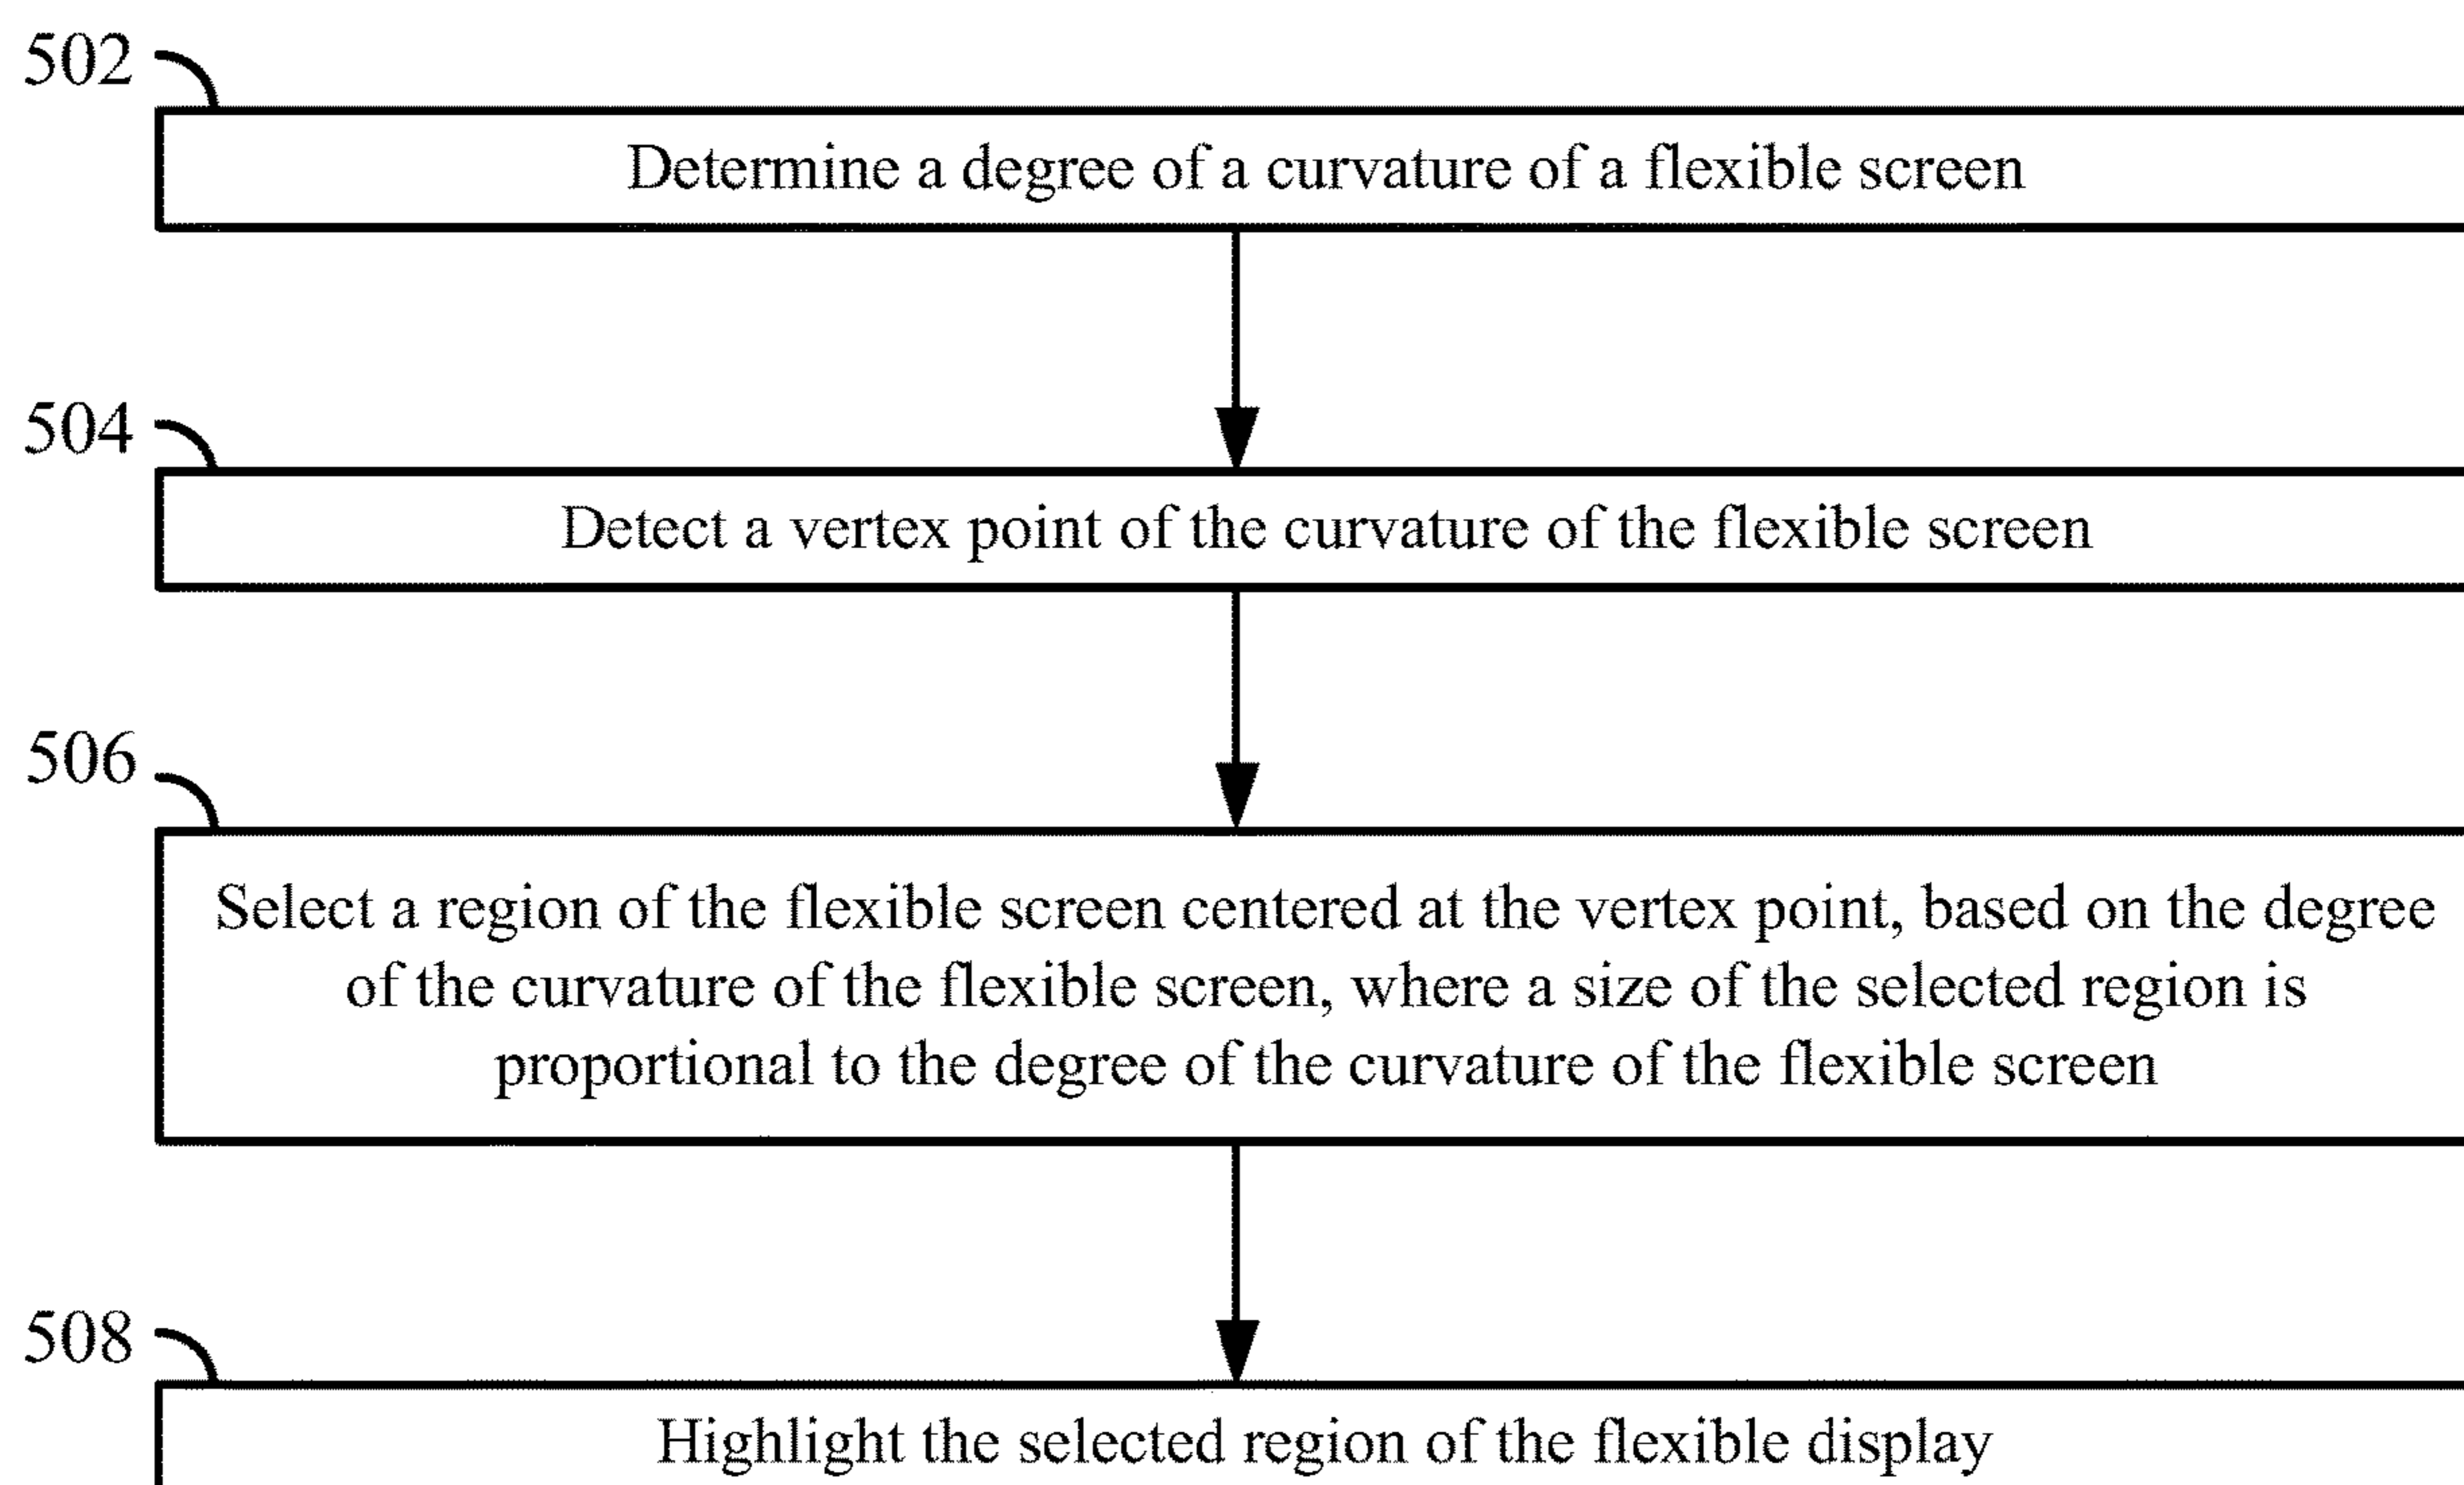 502
Determine a degree of a curvature of a flexible screen
504
Detect a vertex point of the curvature of the flexible screen
506
Select a region of the flexible screen centered at the vertex point, based on the degree
of the curvature of the flexible screen, where a size of the selected region is
proportional to the degree of the curvature of the flexible screen
508
Highlight the selected region of the flexible display